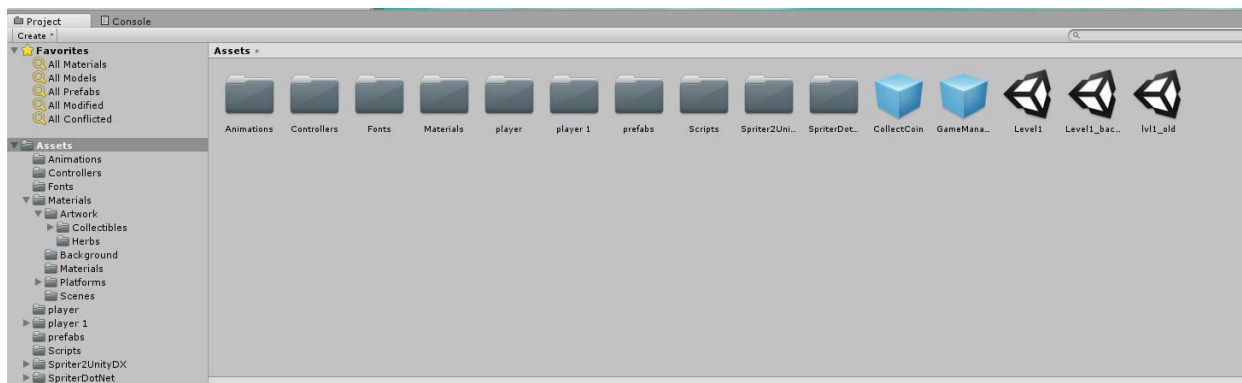 Project Console
Create
Favorites
All Materials
All Models
All Prefabs
All Modified
All Conflicted
Assets
Animations
Controllers
Fonts
Materials
Artwork
Collectibles
Herbs
Background
Materials
Platforms
Scenes
player
player 1
prefabs
Scripts
Spriter2UnityDX
SpriterDotNet
Assets
Animations Controllers Fonts Materials player player 1 prefabs Scripts Spriter2Uni... SpriterDot... CollectCoin GameMana... Level1 Level1_bac... lvl1_old